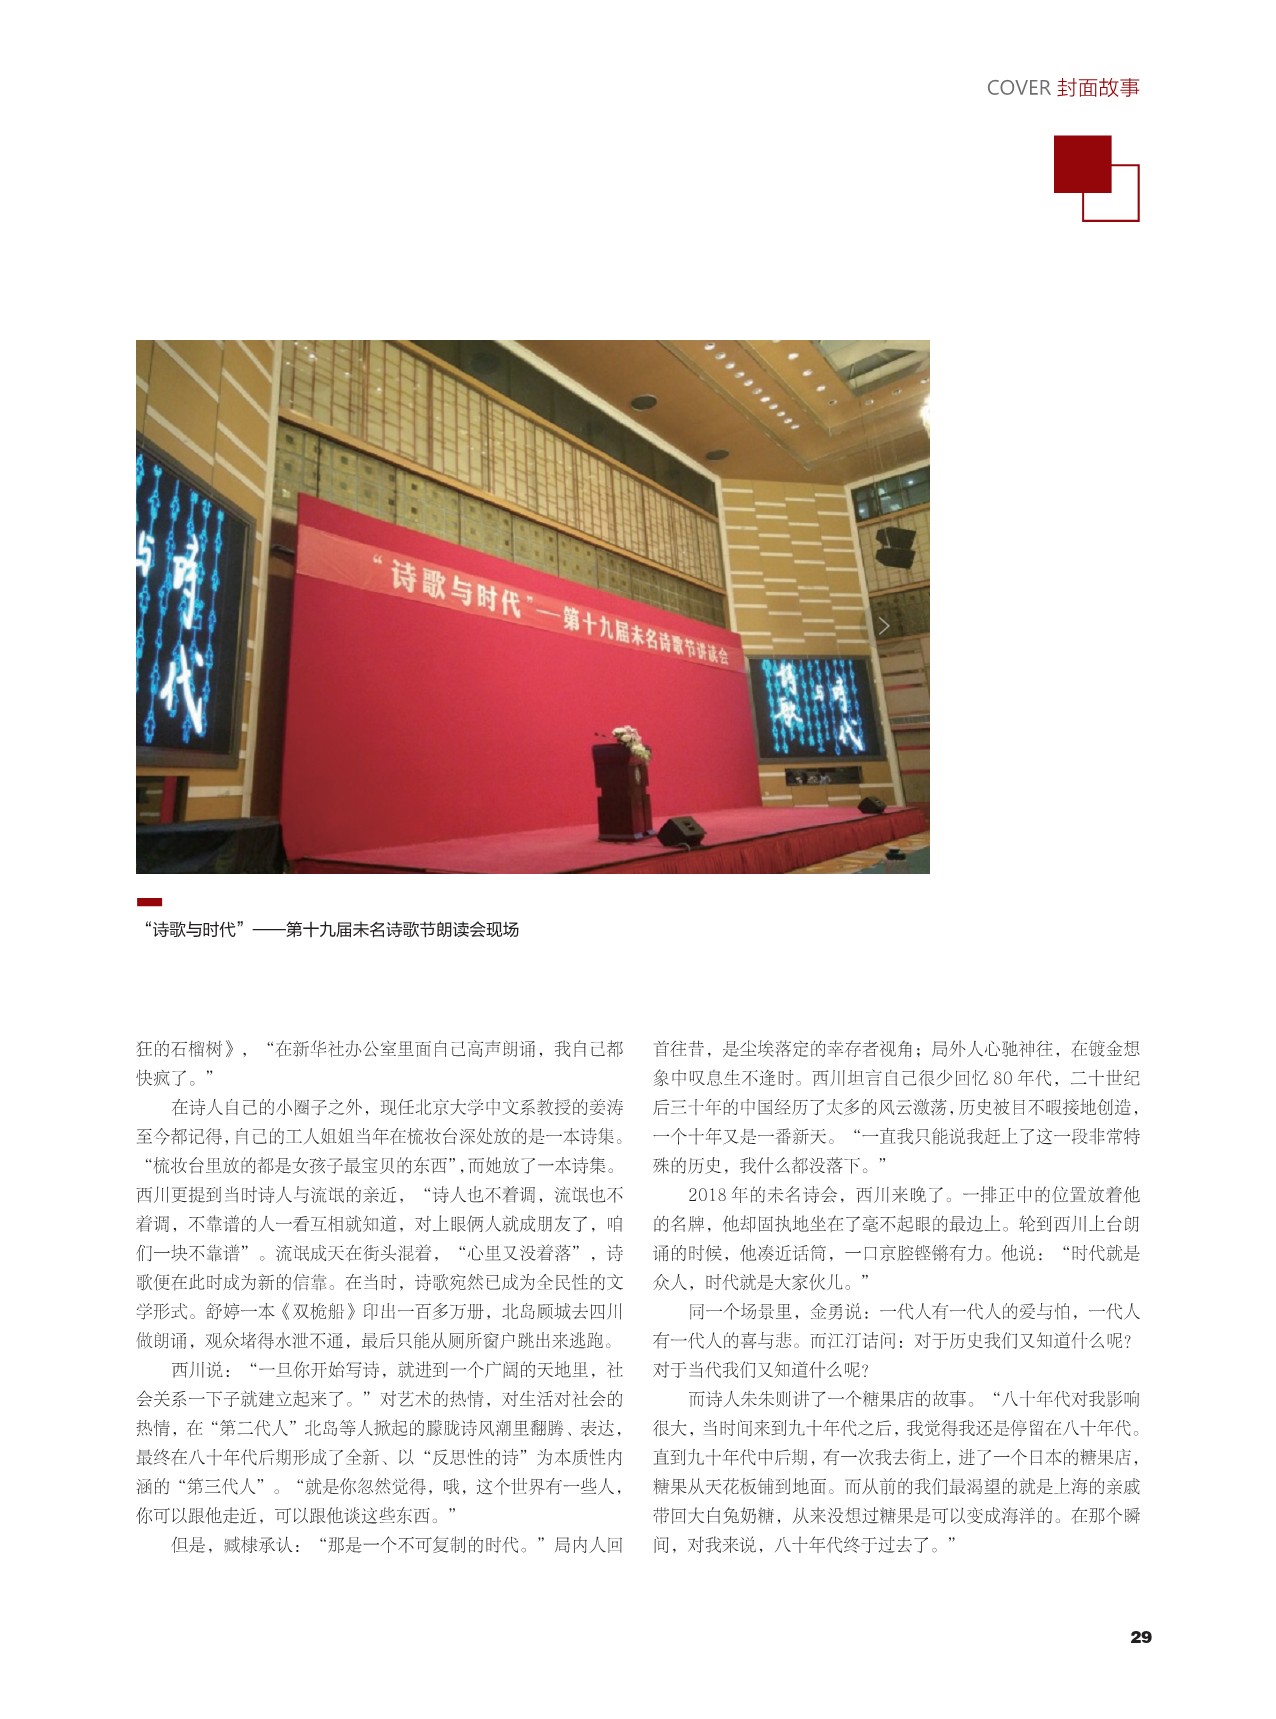 COVER 封面故事
与时代
“诗歌与时代”—第十九届未名诗歌节讲读会
诗歌与时代
“诗歌与时代”——第十九届未名诗歌节朗读会现场
狂的石榴树》，“在新华社办公室里面自己高声朗诵，我自己都
快疯了。”
在诗人自己的小圈子之外，现任北京大学中文系教授的姜涛
至今都记得，自己的工人姐姐当年在梳妆台深处放的是一本诗集。
“梳妆台里放的都是女孩子最宝贝的东西”，而她放了一本诗集。
西川更提到当时诗人与流氓的亲近，“诗人也不着调，流氓也不
着调，不靠谱的人一看互相就知道，对上眼俩人就成朋友了，咱
们一块不靠谱”。流氓成天在街头混着，“心里又没着落”，诗
歌便在此时成为新的信靠。在当时，诗歌宛然已成为全民性的文
学形式。舒婷一本《双桅船》印出一百多万册，北岛顾城去四川
做朗诵，观众堵得水泄不通，最后只能从厕所窗户跳出来逃跑。
西川说：“一旦你开始写诗，就进到一个广阔的天地里，社
会关系一下子就建立起来了。”对艺术的热情，对生活对社会的
热情，在“第二代人”北岛等人掀起的朦胧诗风潮里翻腾、表达，
最终在八十年代后期形成了全新、以“反思性的诗”为本质性内
涵的“第三代人”。“就是你忽然觉得，哦，这个世界有一些人，
你可以跟他走近，可以跟他谈这些东西。”
但是，臧棣承认：“那是一个不可复制的时代。”局内人回
首往昔，是尘埃落定的幸存者视角；局外人心驰神往，在镀金想
象中叹息生不逢时。西川坦言自己很少回忆 80 年代，二十世纪
后三十年的中国经历了太多的风云激荡，历史被目不暇接地创造，
一个十年又是一番新天。“一直我只能说我赶上了这一段非常特
殊的历史，我什么都没落下。”
2018 年的未名诗会，西川来晚了。一排正中的位置放着他
的名牌，他却固执地坐在了毫不起眼的最边上。轮到西川上台朗
诵的时候，他凑近话筒，一口京腔铿锵有力。他说：“时代就是
众人，时代就是大家伙儿。”
同一个场景里，金勇说：一代人有一代人的爱与怕，一代人
有一代人的喜与悲。而江汀诘问：对于历史我们又知道什么呢？
对于当代我们又知道什么呢？
而诗人朱朱则讲了一个糖果店的故事。“八十年代对我影响
很大，当时间来到九十年代之后，我觉得我还是停留在八十年代。
直到九十年代中后期，有一次我去街上，进了一个日本的糖果店，
糖果从天花板铺到地面。而从前的我们最渴望的就是上海的亲戚
带回大白兔奶糖，从来没想过糖果是可以变成海洋的。在那个瞬
间，对我来说，八十年代终于过去了。”
29